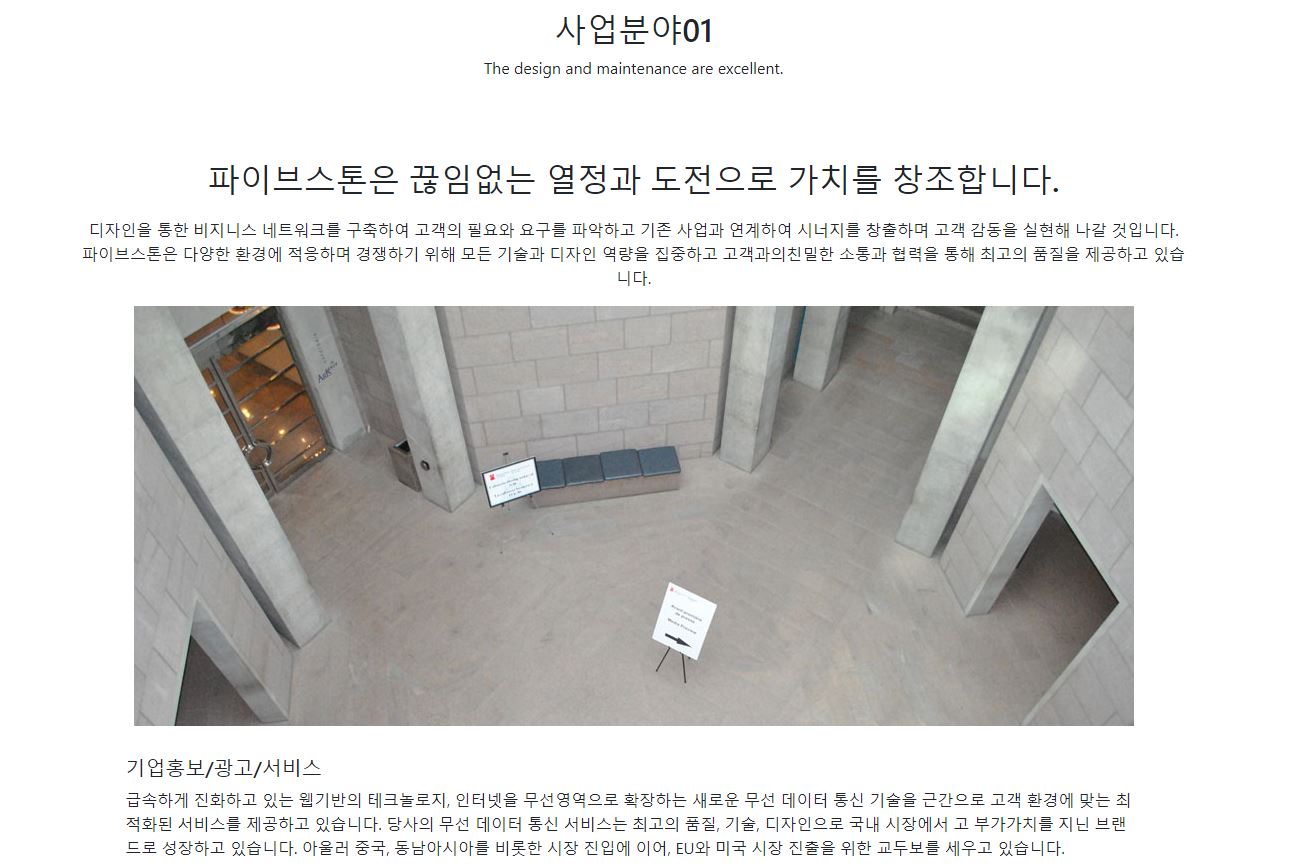 사업분야01
The design and maintenance are excellent.
파이브스톤은 끊임없는 열정과 도전으로 가치를 창조합니다.
디자인을 통한 비지니스 네트워크를 구축하여 고객의 필요와 요구를 파악하고 기존 사업과 연계하여 시너지를 창출하며 고객 감동을 실현해 나갈 것입니다.
파이브스톤은 다양한 환경에 적응하며 경쟁하기 위해 모든 기술과 디자인 역량을 집중하고 고객과의친밀한 소통과 협력을 통해 최고의 품질을 제공하고 있습
니다.
Media Preview
기업홍보/광고/서비스
급속하게 진화하고 있는 웹기반의 테크놀로지, 인터넷을 무선영역으로 확장하는 새로운 무선 데이터 통신 기술을 근간으로 고객 환경에 맞는 최
적화된 서비스를 제공하고 있습니다. 당사의 무선 데이터 통신 서비스는 최고의 품질, 기술, 디자인으로 국내 시장에서 고 부가가치를 지닌 브랜
드로 성장하고 있습니다. 아울러 중국, 동남아시아를 비롯한 시장 진입에 이어, EU와 미국 시장 진출을 위한 교두보를 세우고 있습니다.